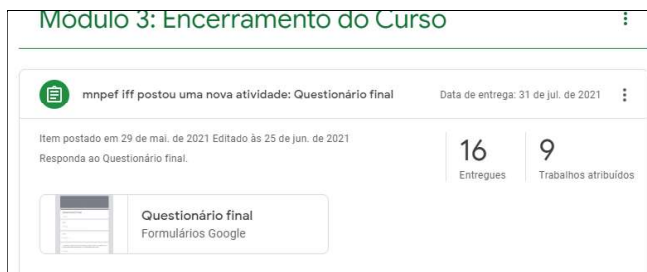 Módulo 3: Encerramento do Curso
mnpef iff postou uma nova atividade: Questionário final
Data de entrega: 31 de jul. de 2021
Item postado em 29 de mai. de 2021 Editado às 25 de jun. de 2021
Responda ao Questionário final.
16
Entregues
9
Trabalhos atribuídos
Questionário final
Formulários Google